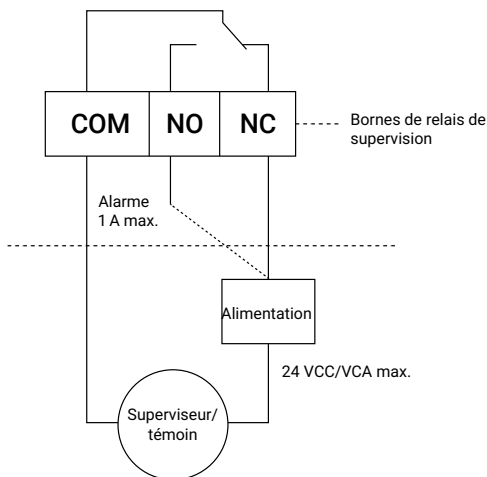 COM NO NC
Bornes de relais de
supervision
Alarme
1 A max.
Alimentation
24 VCC/VCA max.
Superviseur/
témoin